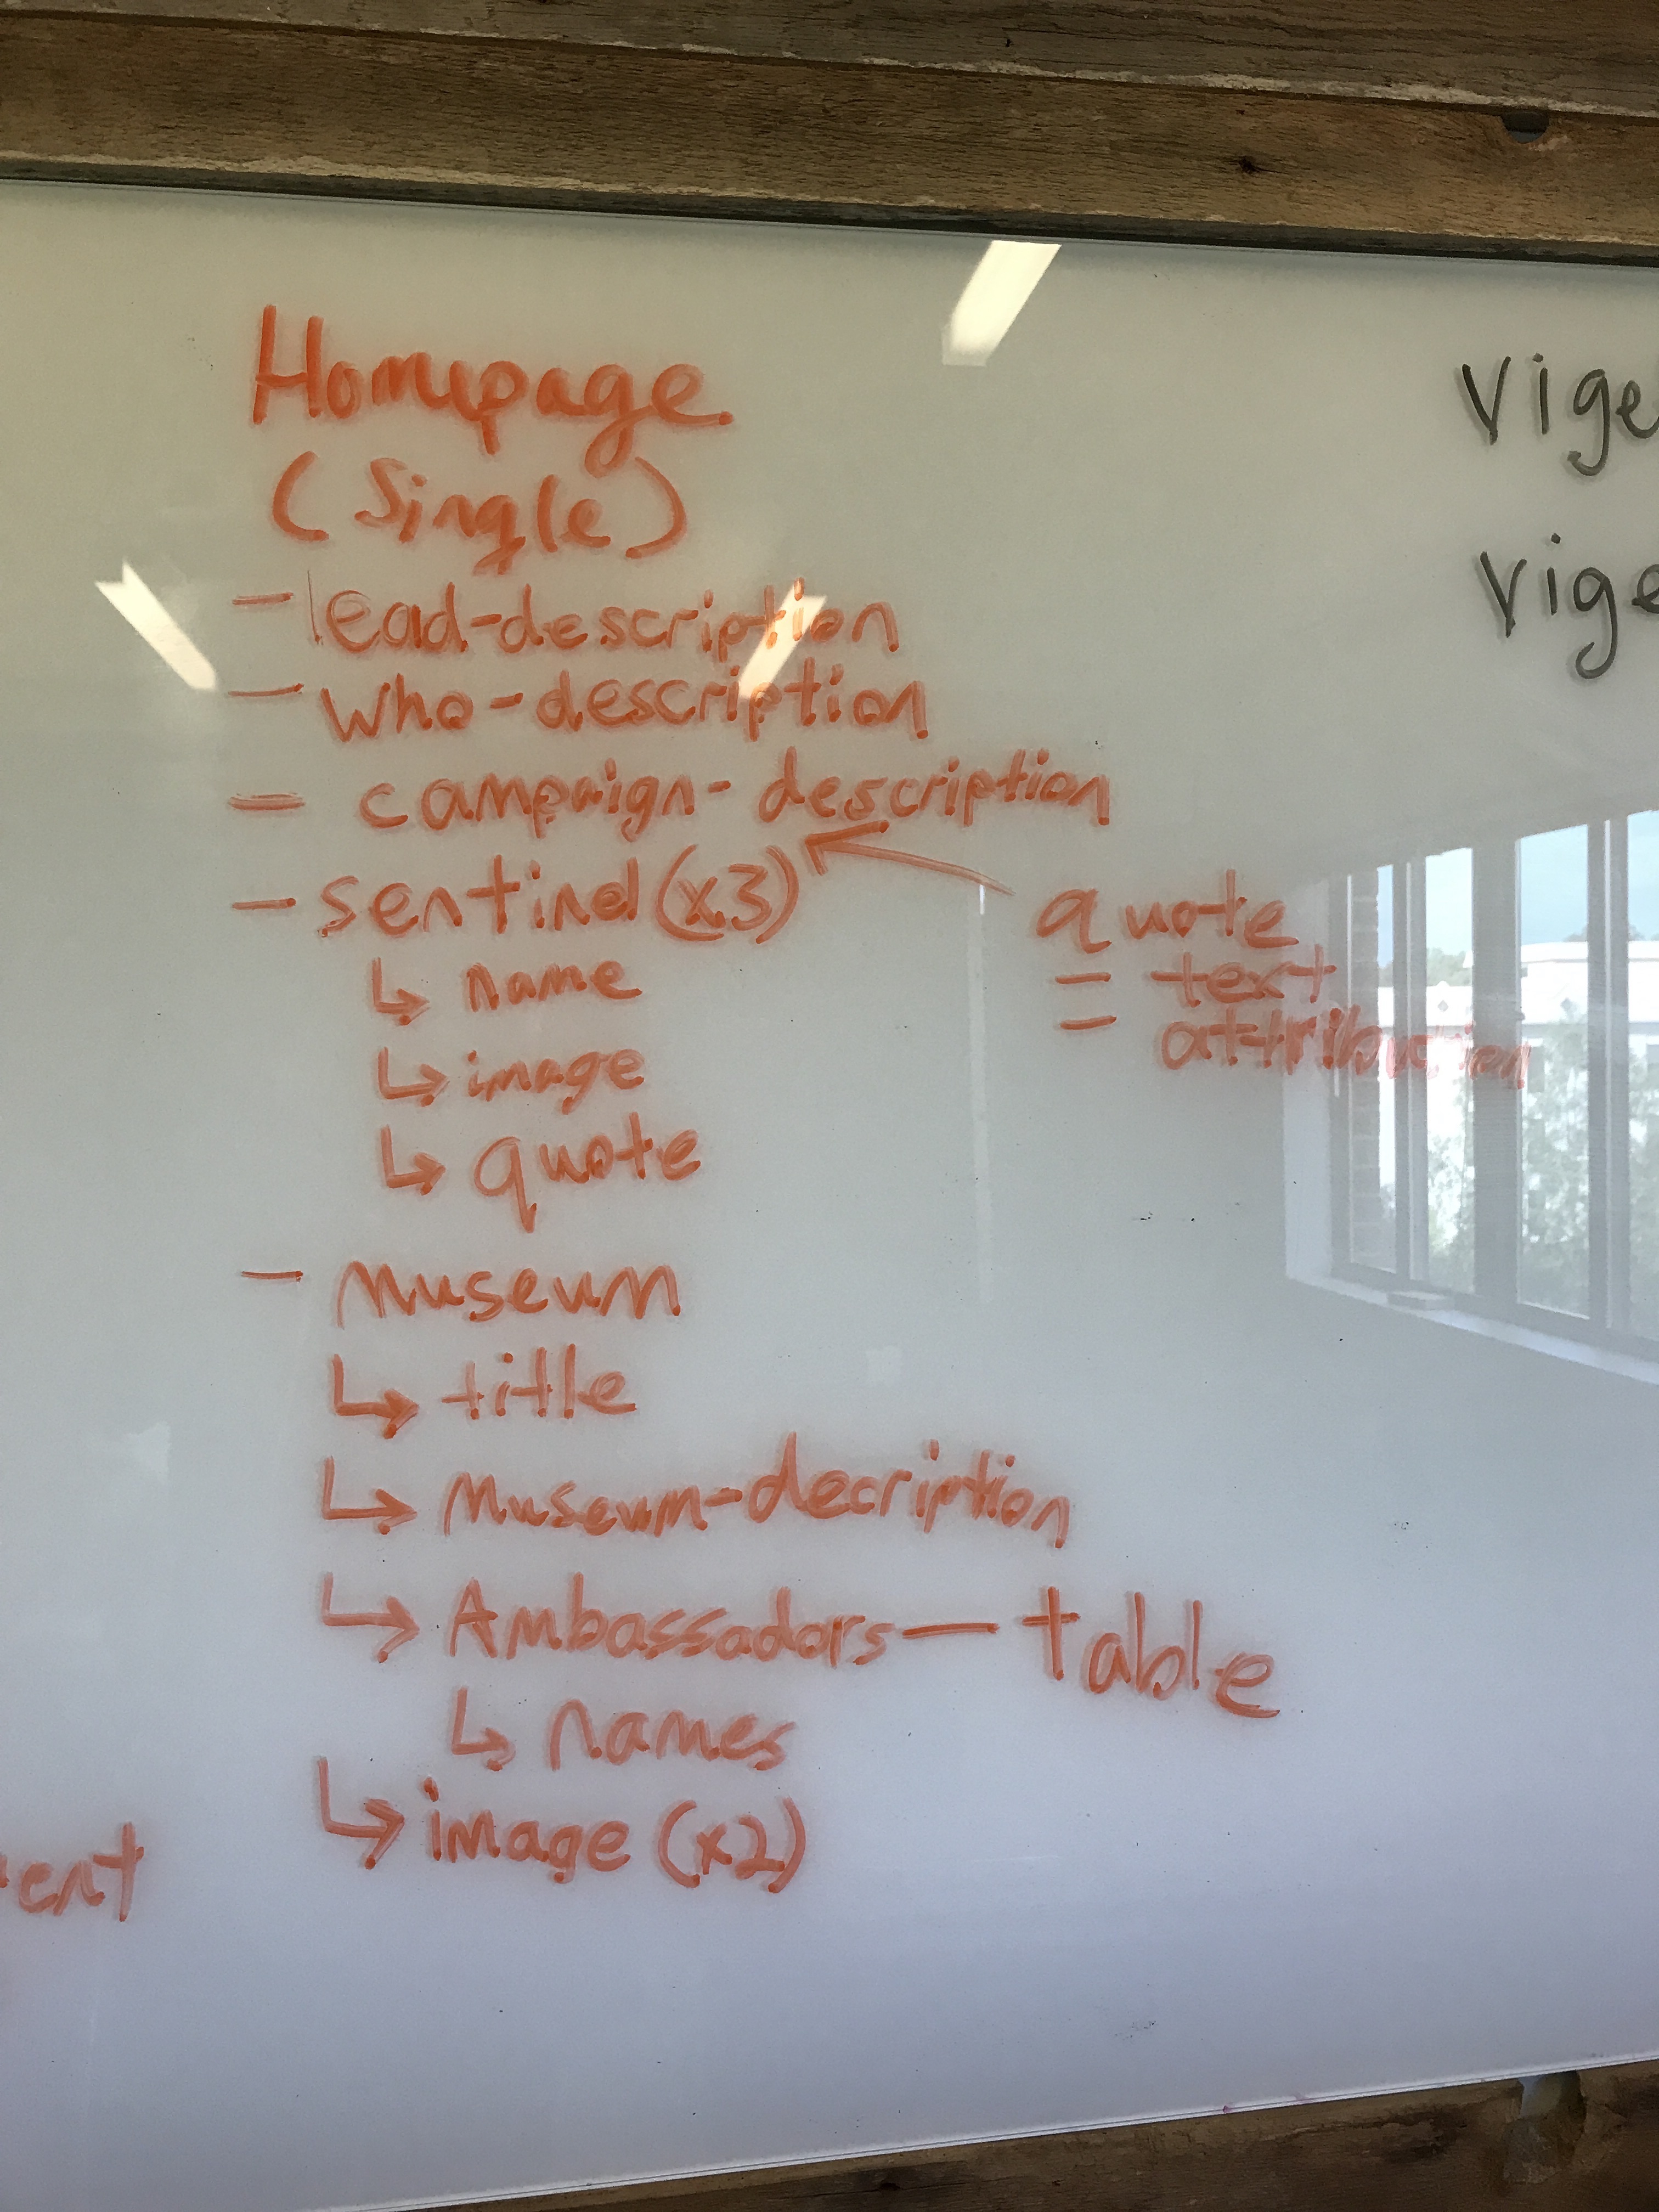 Homepage
(Single)
- lead-description
- who-description
- campaign-description
- sentinel (x3)
↳ name
↳ image
↳ quote
quote
- text
- attribution
- Museum
↳ title
↳ Museum-decription
↳ Ambassadors — table
↳ names
↳ image (x2)
vige
vige
ent